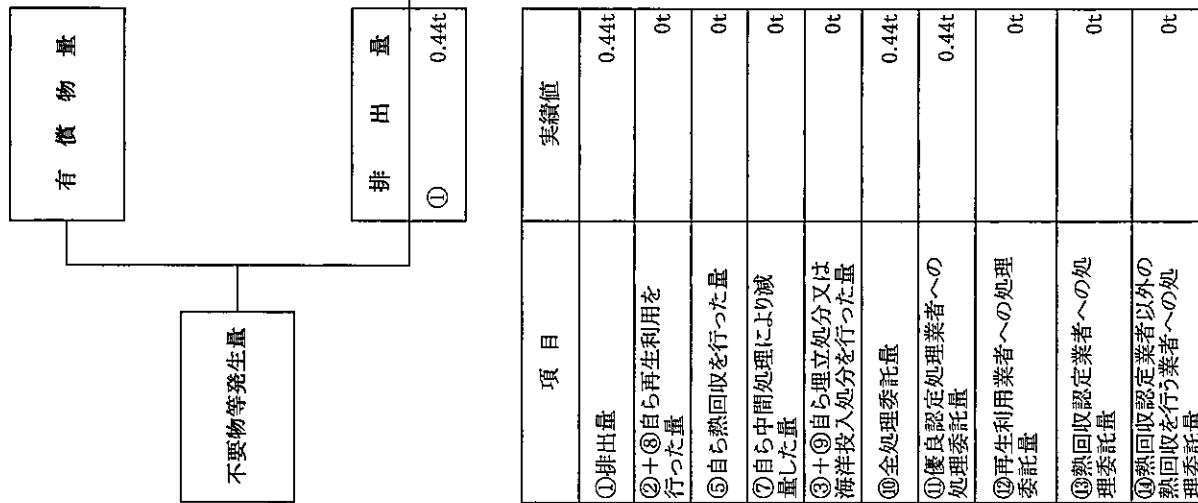 有償物量
不要物等発生量
排出量
① 0.44t
項目 実績値
①排出量 0.44t
②+⑧自ら再生利用を
行った量 0t
⑤自ら熱回収を行った量 0t
⑦自ら中間処理により減
量した量 0t
③+⑨自ら埋立処分又は
海洋投入処分を行った量 0t
⑩全処理委託量 0.44t
⑪優良認定処理業者への
処理委託量 0.44t
⑫再生利用業者への処理
委託量 0t
⑬熱回収認定業者への処
理委託量 0t
⑭熱回収認定業者以外の
熱回収を行う業者への処
理委託量 0t